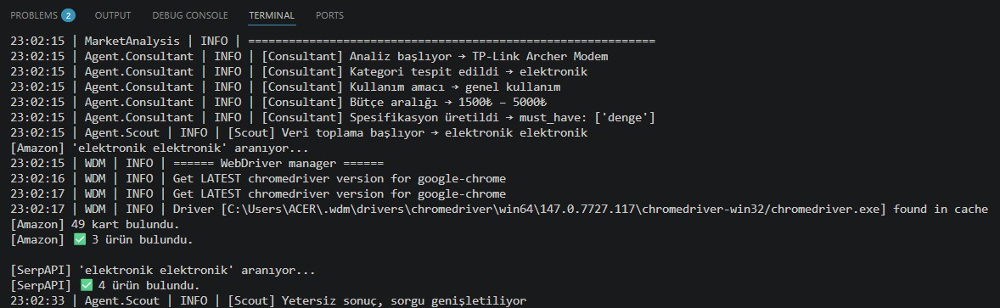 PROBLEMS 2 OUTPUT DEBUG CONSOLE TERMINAL PORTS
23:02:15 | MarketAnalysis | INFO | ============================================================
23:02:15 | Agent.Consultant | INFO | [Consultant] Analiz başlıyor → TP-Link Archer Modem
23:02:15 | Agent.Consultant | INFO | [Consultant] Kategori tespit edildi → elektronik
23:02:15 | Agent.Consultant | INFO | [Consultant] Kullanım amacı → genel kullanım
23:02:15 | Agent.Consultant | INFO | [Consultant] Bütçe aralığı → 1500₺ – 5000₺
23:02:15 | Agent.Consultant | INFO | [Consultant] Spesifikasyon üretildi → must_have: ['denge']
23:02:15 | Agent.Scout | INFO | [Scout] Veri toplama başlıyor → elektronik elektronik
[Amazon] 'elektronik elektronik' aranıyor...
23:02:15 | WDM | INFO | ====== WebDriver manager ======
23:02:16 | WDM | INFO | Get LATEST chromedriver version for google-chrome
23:02:17 | WDM | INFO | Get LATEST chromedriver version for google-chrome
23:02:17 | WDM | INFO | Driver [C:\Users\ACER\.wdm\drivers\chromedriver\win64\147.0.7727.117\chromedriver-win32/chromedriver.exe] found in cache
[Amazon] 49 kart bulundu.
[Amazon] ✅ 3 ürün bulundu.
[SerpAPI] 'elektronik elektronik' aranıyor...
[SerpAPI] ✅ 4 ürün bulundu.
23:02:33 | Agent.Scout | INFO | [Scout] Yetersiz sonuç, sorgu genişletiliyor